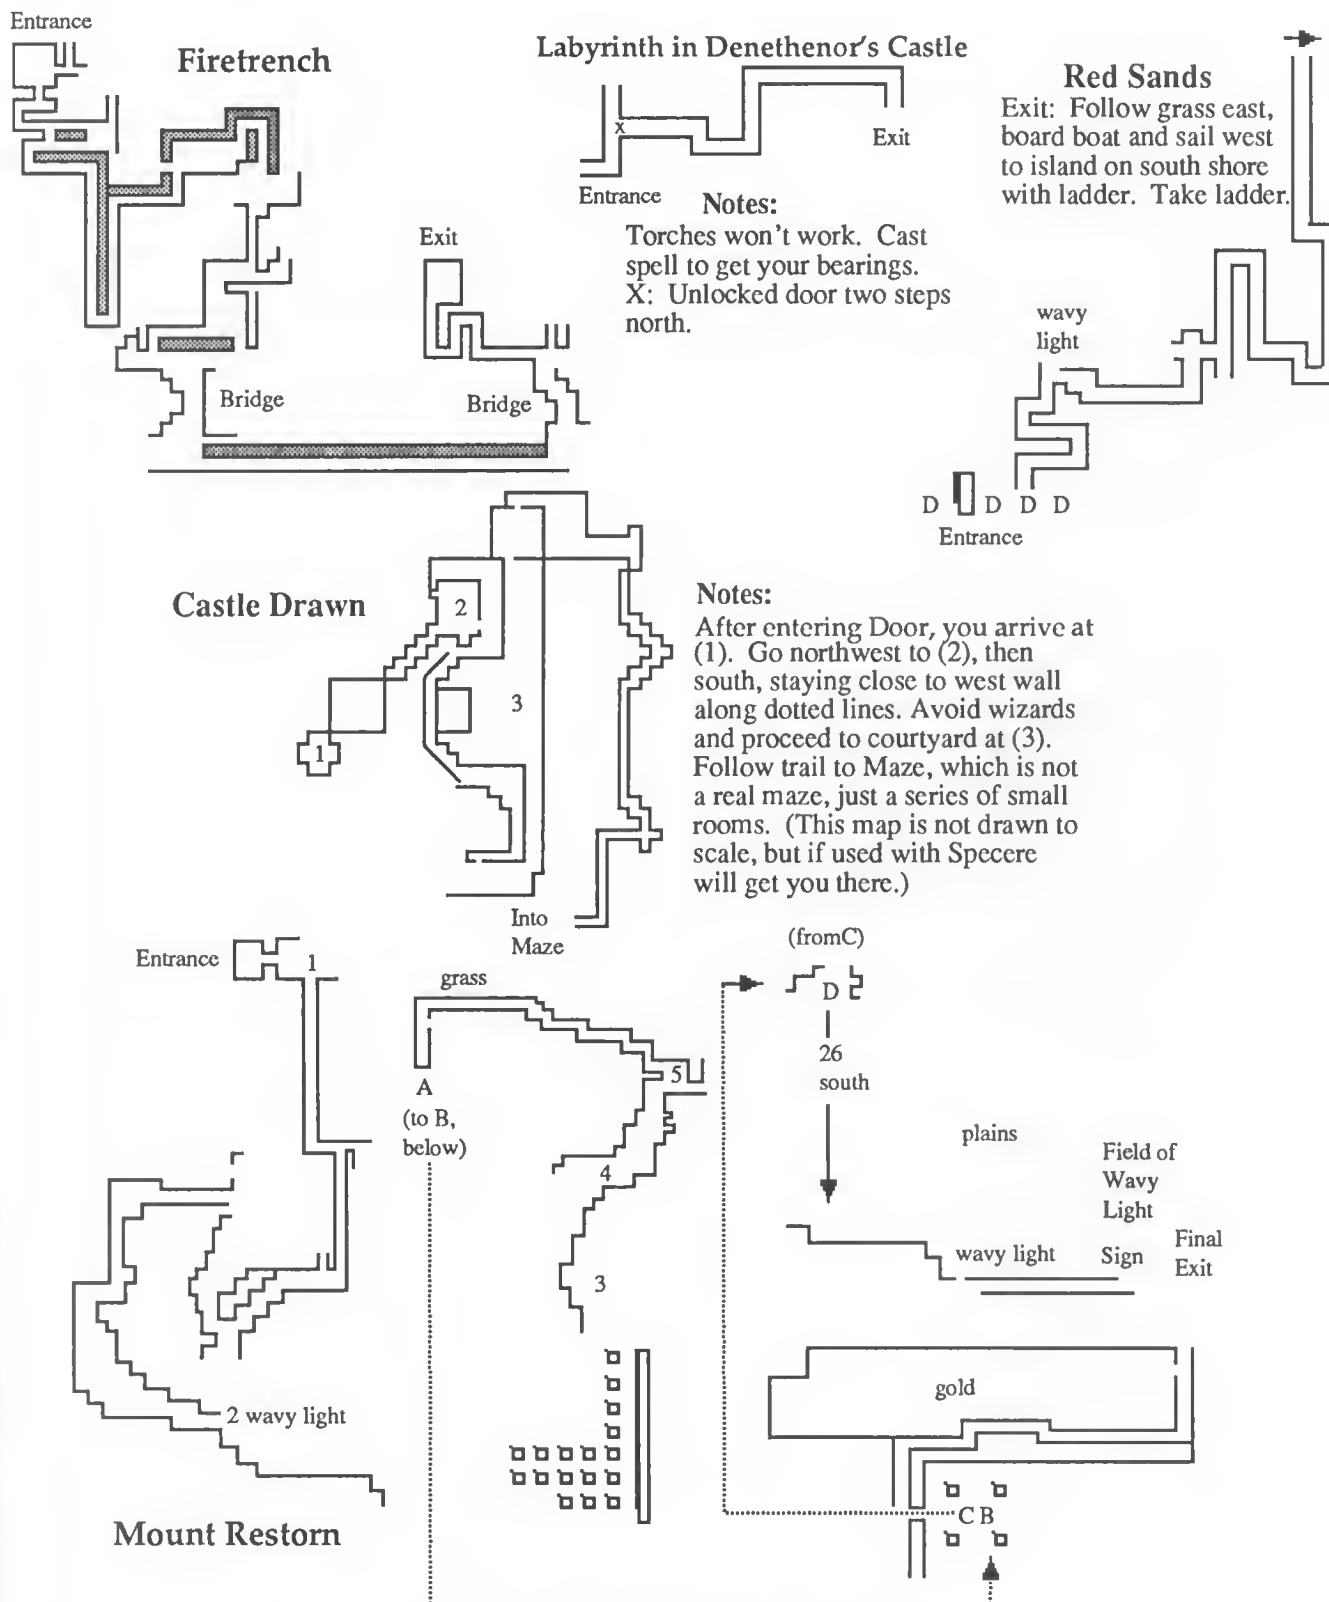 Entrance
Firetrench
Exit
Bridge
Bridge
Labyrinth in Denethenor's Castle
x
Exit
Entrance
Notes:
Torches won't work. Cast
spell to get your bearings.
X: Unlocked door two steps
north.
Red Sands
Exit: Follow grass east,
board boat and sail west
to island on south shore
with ladder. Take ladder.
wavy
light
D D D D
Entrance
Castle Drawn
2
3
1
Into
Maze
Notes:
After entering Door, you arrive at
(1). Go northwest to (2), then
south, staying close to west wall
along dotted lines. Avoid wizards
and proceed to courtyard at (3).
Follow trail to Maze, which is not
a real maze, just a series of small
rooms. (This map is not drawn to
scale, but if used with Specere
will get you there.)
Entrance
1
2 wavy light
Mount Restorn
grass
A
(to B,
below)
5
4
3
(fromC)
D
26
south
plains
Field of
Wavy
Light
wavy light
Sign
Final
Exit
gold
C B